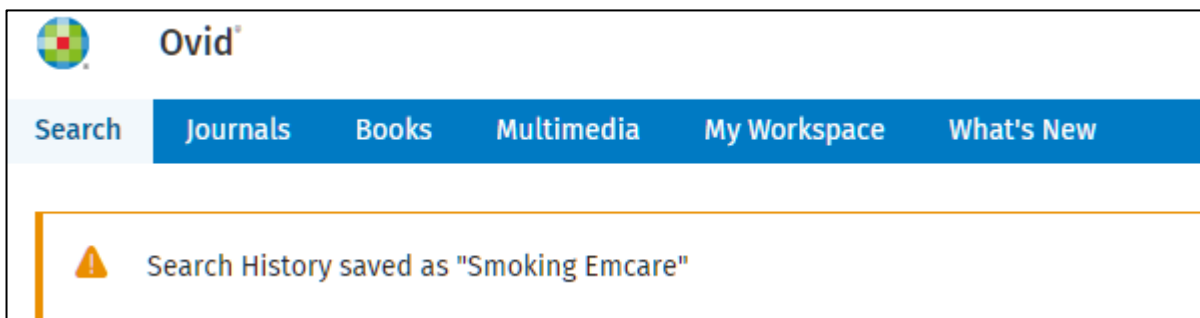 Ovid®
Search Journals Books Multimedia My Workspace What's New
Search History saved as "Smoking Emcare"